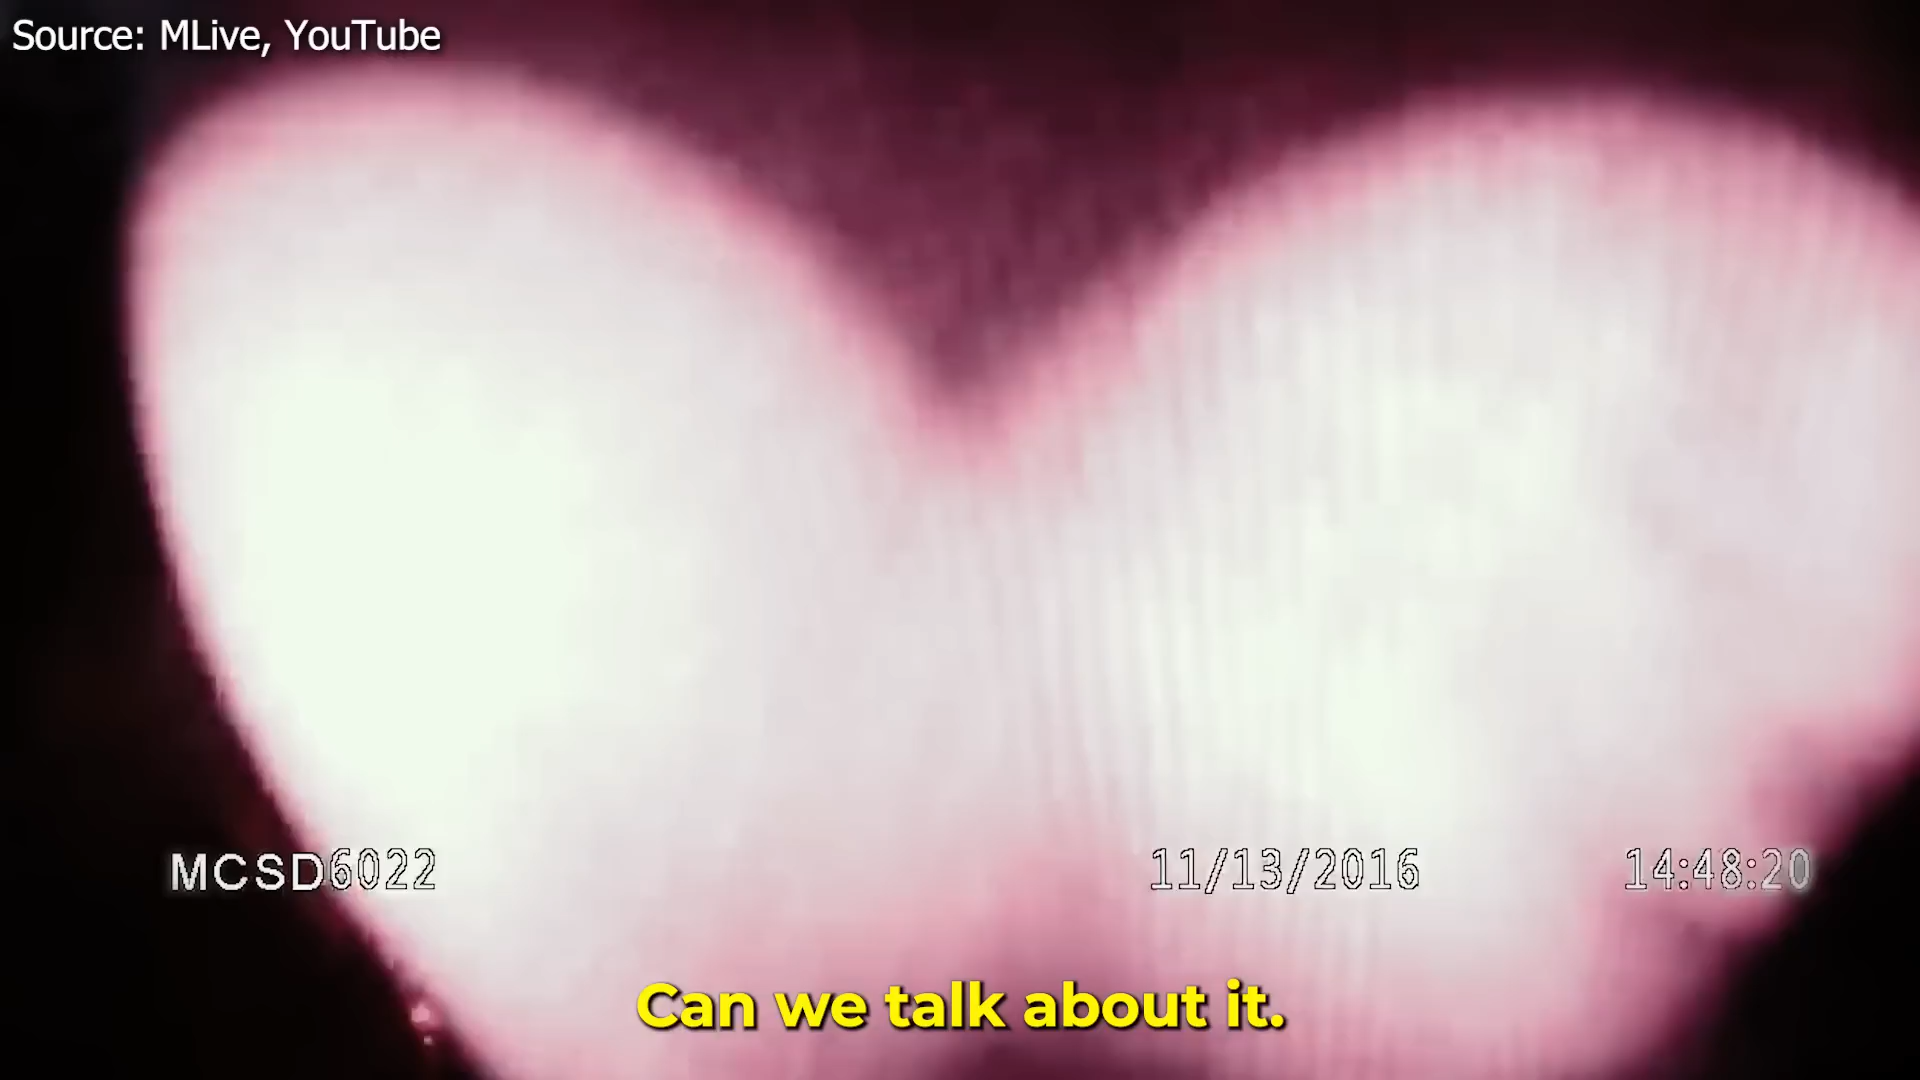 Source: MLive, YouTube
MCSD6022 11/13/2016 14:48:20
Can we talk about it.